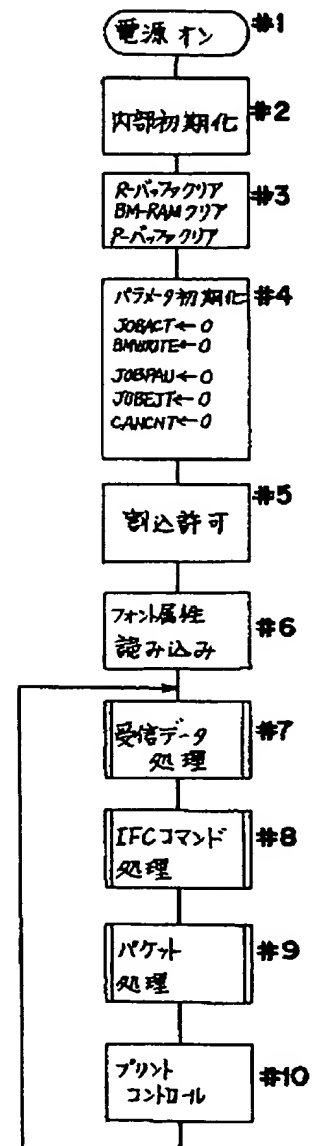 電源オン #1
内部初期化 #2
R-バッファクリア #3
BM-RAMクリア
P-バッファクリア
パラメータ初期化 #4
JOBACT←0
BMWRITE←0
JOBPAU←0
JOBEJT←0
CANCNT←0
割込許可 #5
フォント属性 #6
読み込み
受信データ #7
処理
IFCコマンド #8
処理
パケット #9
処理
プリント #10
コントロール